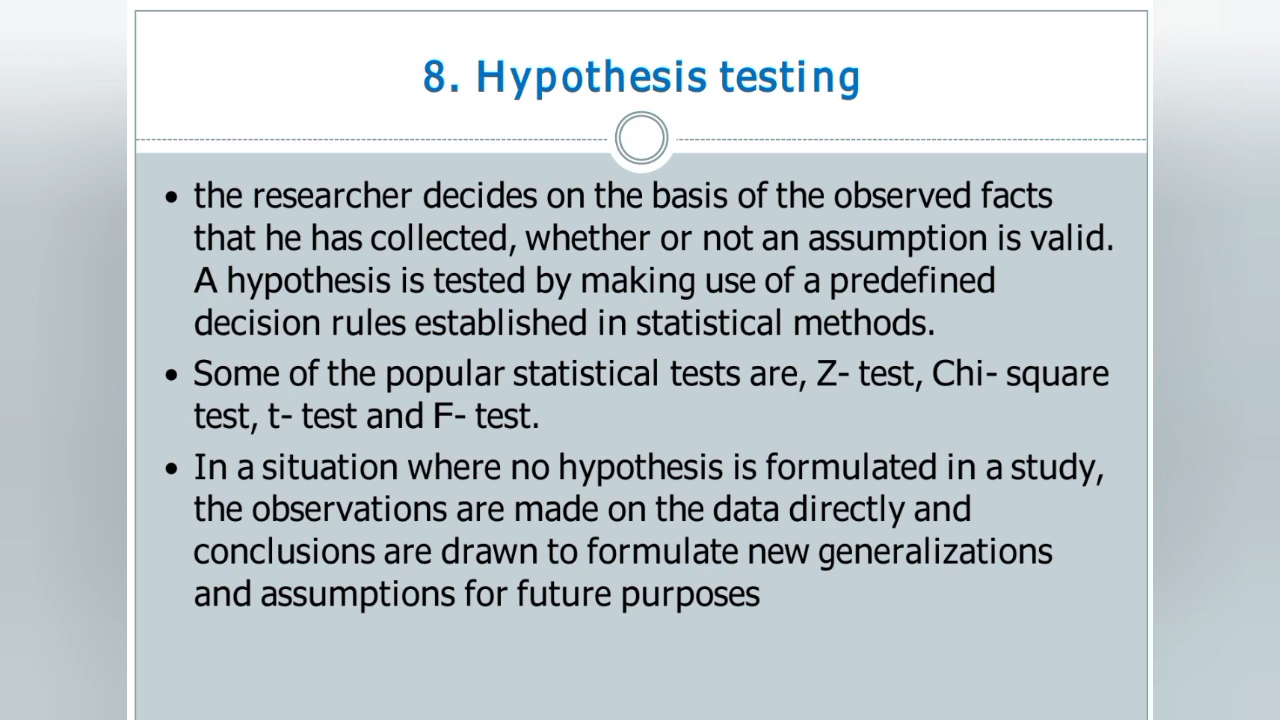 8. Hypothesis testing
• the researcher decides on the basis of the observed facts
that he has collected, whether or not an assumption is valid.
A hypothesis is tested by making use of a predefined
decision rules established in statistical methods.
• Some of the popular statistical tests are, Z- test, Chi- square
test, t- test and F- test.
• In a situation where no hypothesis is formulated in a study,
the observations are made on the data directly and
conclusions are drawn to formulate new generalizations
and assumptions for future purposes